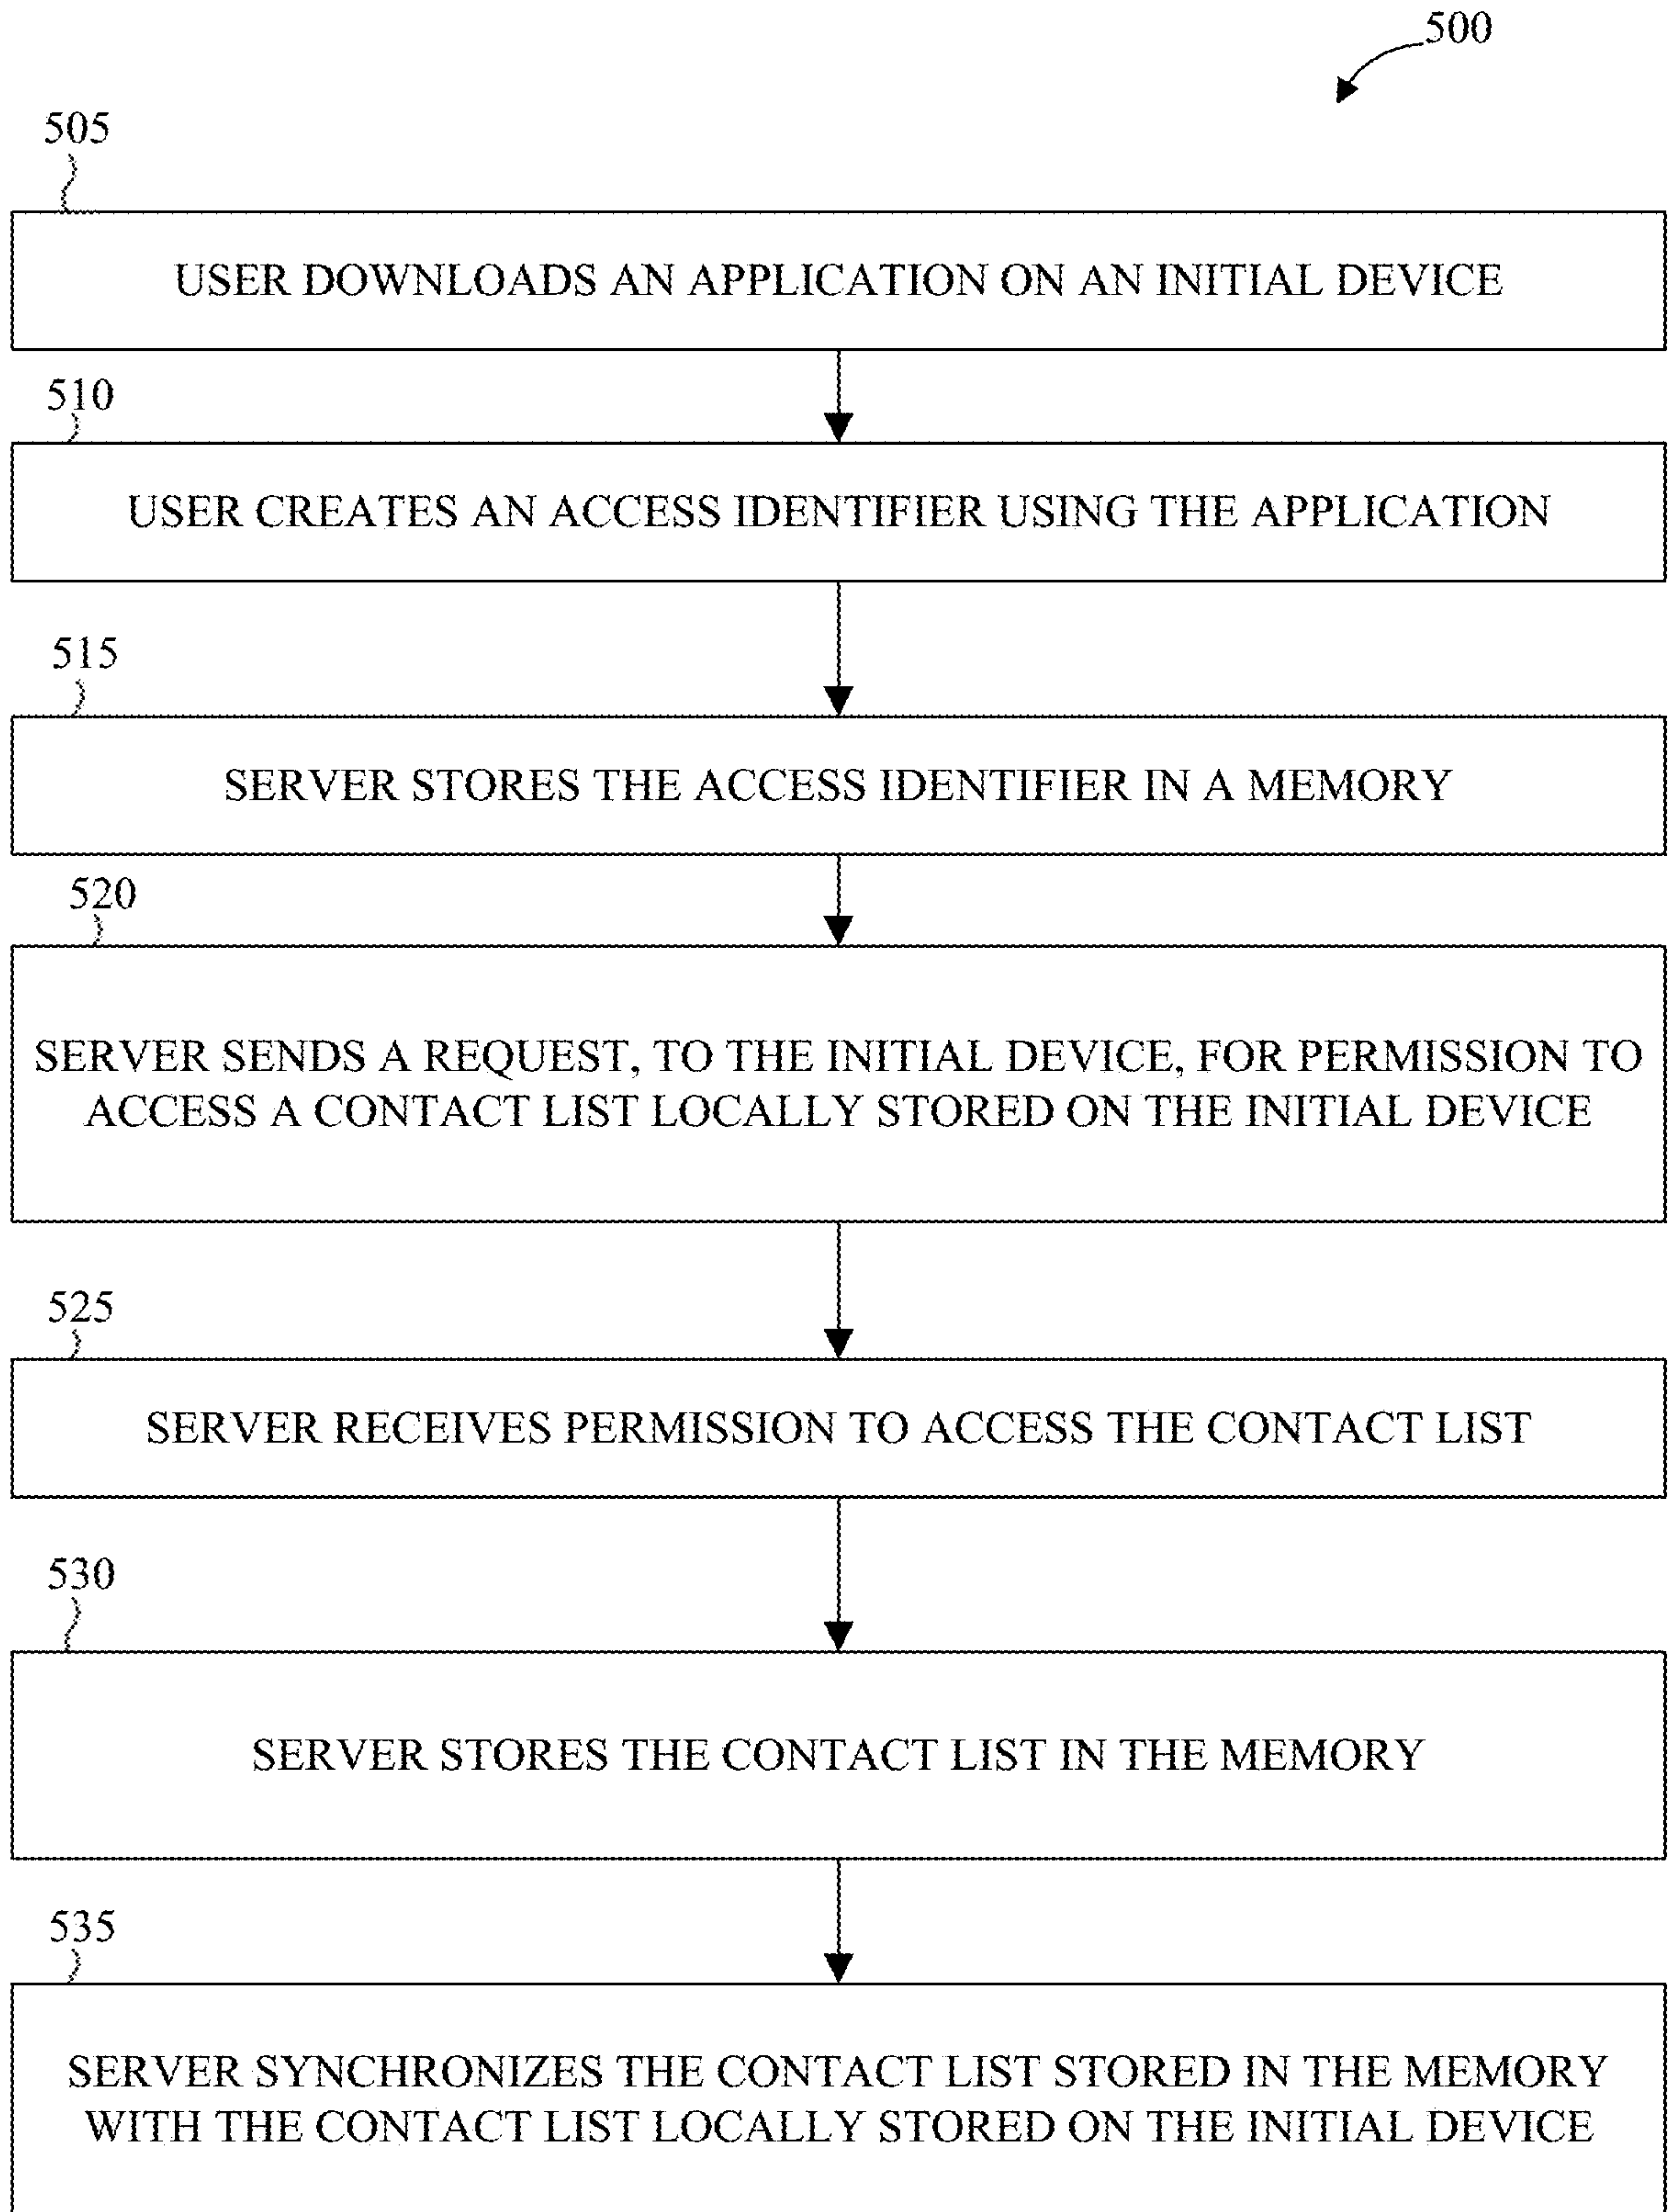 500
505
USER DOWNLOADS AN APPLICATION ON AN INITIAL DEVICE
510
USER CREATES AN ACCESS IDENTIFIER USING THE APPLICATION
515
SERVER STORES THE ACCESS IDENTIFIER IN A MEMORY
520
SERVER SENDS A REQUEST, TO THE INITIAL DEVICE, FOR PERMISSION TO
ACCESS A CONTACT LIST LOCALLY STORED ON THE INITIAL DEVICE
525
SERVER RECEIVES PERMISSION TO ACCESS THE CONTACT LIST
530
SERVER STORES THE CONTACT LIST IN THE MEMORY
535
SERVER SYNCHRONIZES THE CONTACT LIST STORED IN THE MEMORY
WITH THE CONTACT LIST LOCALLY STORED ON THE INITIAL DEVICE